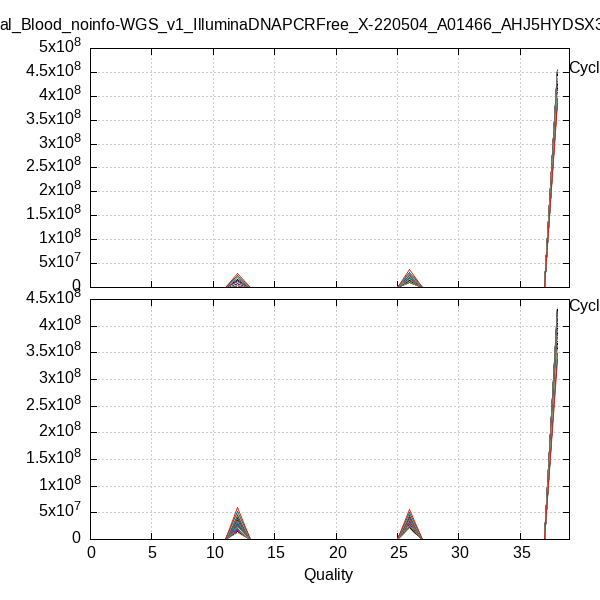 al_Blood_noinfo-WGS_v1_IlluminaDNAPCRFree_X-220504_A01466_AHJ5HYDSX3
5x10^8
Cycl
4.5x10^8
4x10^8
3.5x10^8
3x10^8
2.5x10^8
2x10^8
1.5x10^8
1x10^8
5x10^7
0
4.5x10^8
Cycl
4x10^8
3.5x10^8
3x10^8
2.5x10^8
2x10^8
1.5x10^8
1x10^8
5x10^7
0
0 5 10 15 20 25 30 35
Quality